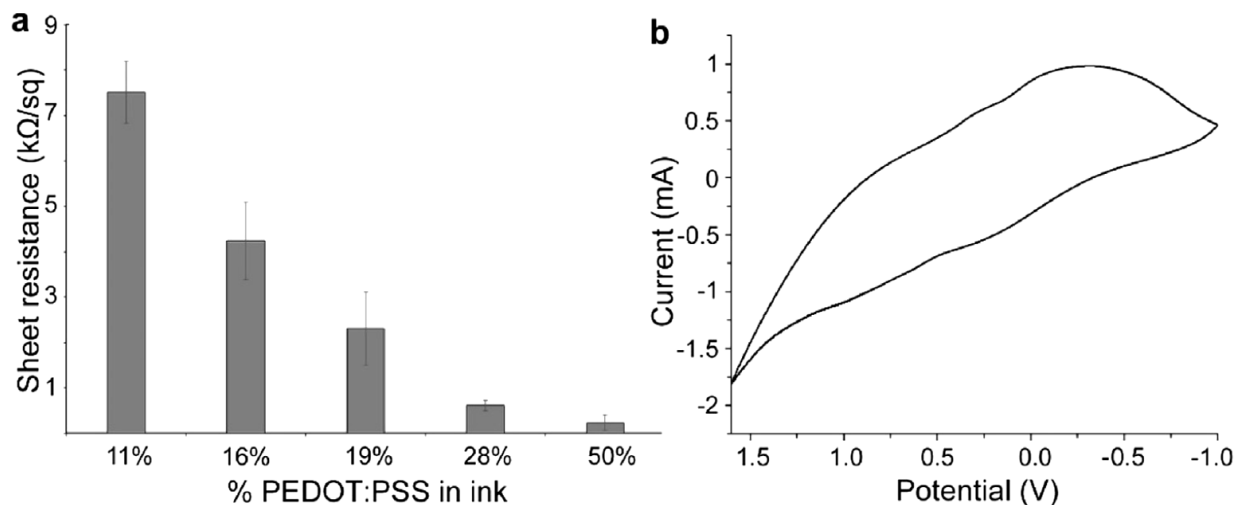 a
9
7
5
3
1
Sheet resistance (kΩ/sq)
11% 16% 19% 28% 50%
% PEDOT:PSS in ink
b
1
0.5
0
-0.5
-1
-1.5
-2
Current (mA)
1.5 1.0 0.5 0.0 -0.5 -1.0
Potential (V)